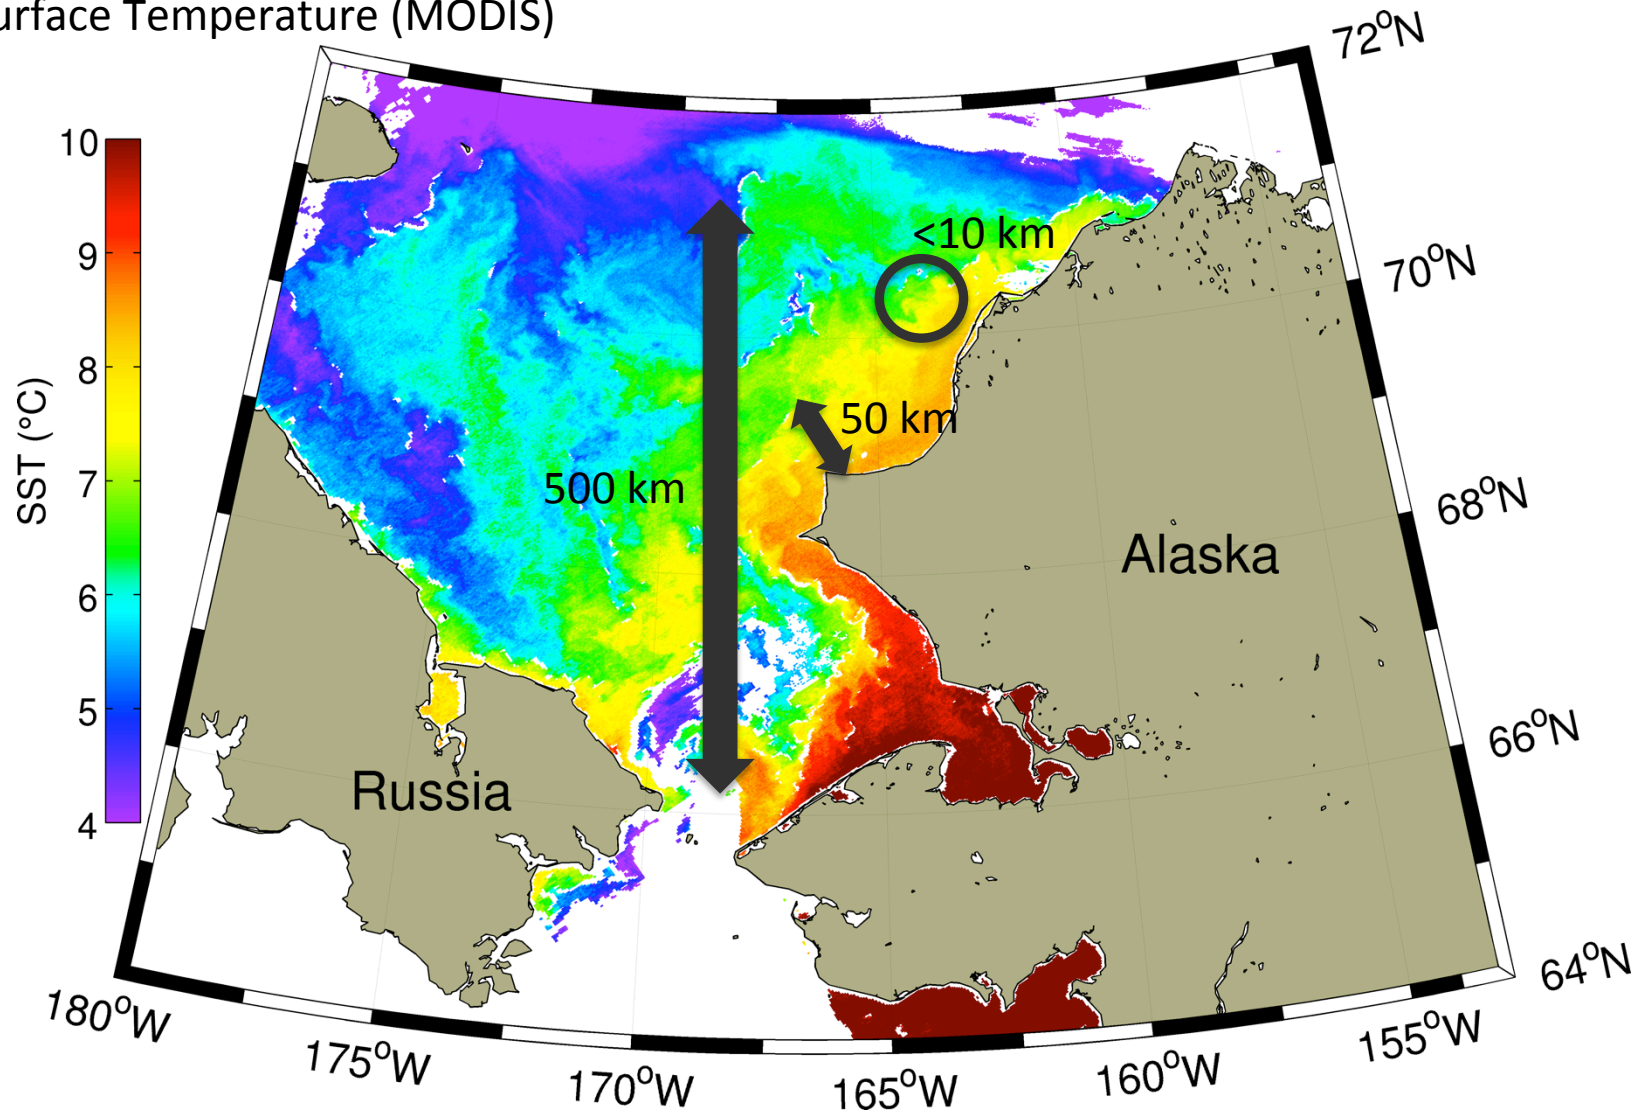 urface Temperature (MODIS)
72°N
10
9
8
7
6
5
4
SST (°C)
<10 km
70°N
50 km
500 km
68°N
Alaska
66°N
Russia
64°N
180°W
175°W
170°W
165°W
160°W
155°W